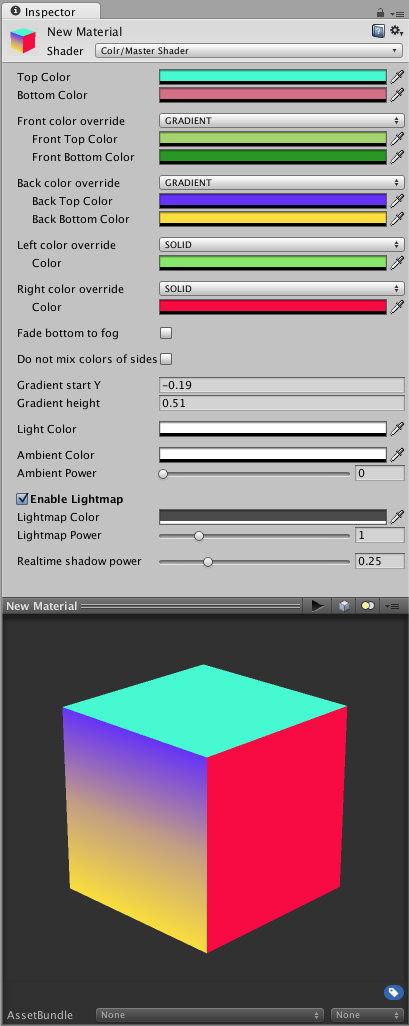 Inspector
New Material
Shader Colr/Master Shader
Top Color
Bottom Color
Front color override GRADIENT
Front Top Color
Front Bottom Color
Back color override GRADIENT
Back Top Color
Back Bottom Color
Left color override SOLID
Color
Right color override SOLID
Color
Fade bottom to fog
Do not mix colors of sides
Gradient start Y -0.19
Gradient height 0.51
Light Color
Ambient Color
Ambient Power 0
Enable Lightmap
Lightmap Color
Lightmap Power 1
Realtime shadow power 0.25
New Material
AssetBundle None None